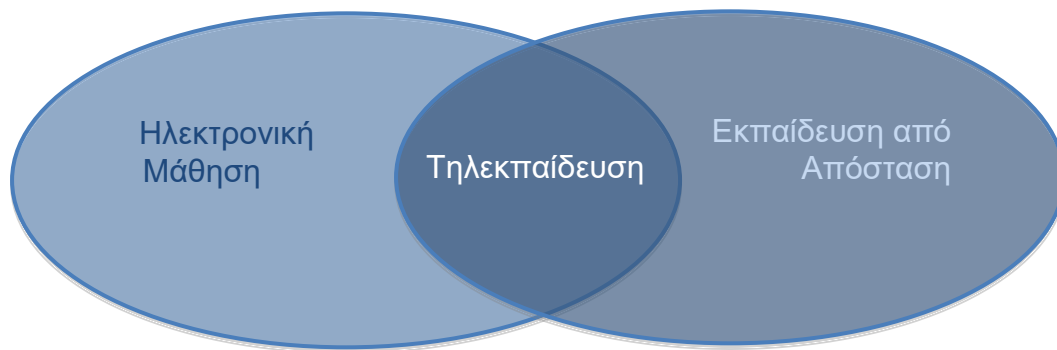 Ηλεκτρονική
Μάθηση
Τηλεκπαίδευση
Εκπαίδευση από
Απόσταση